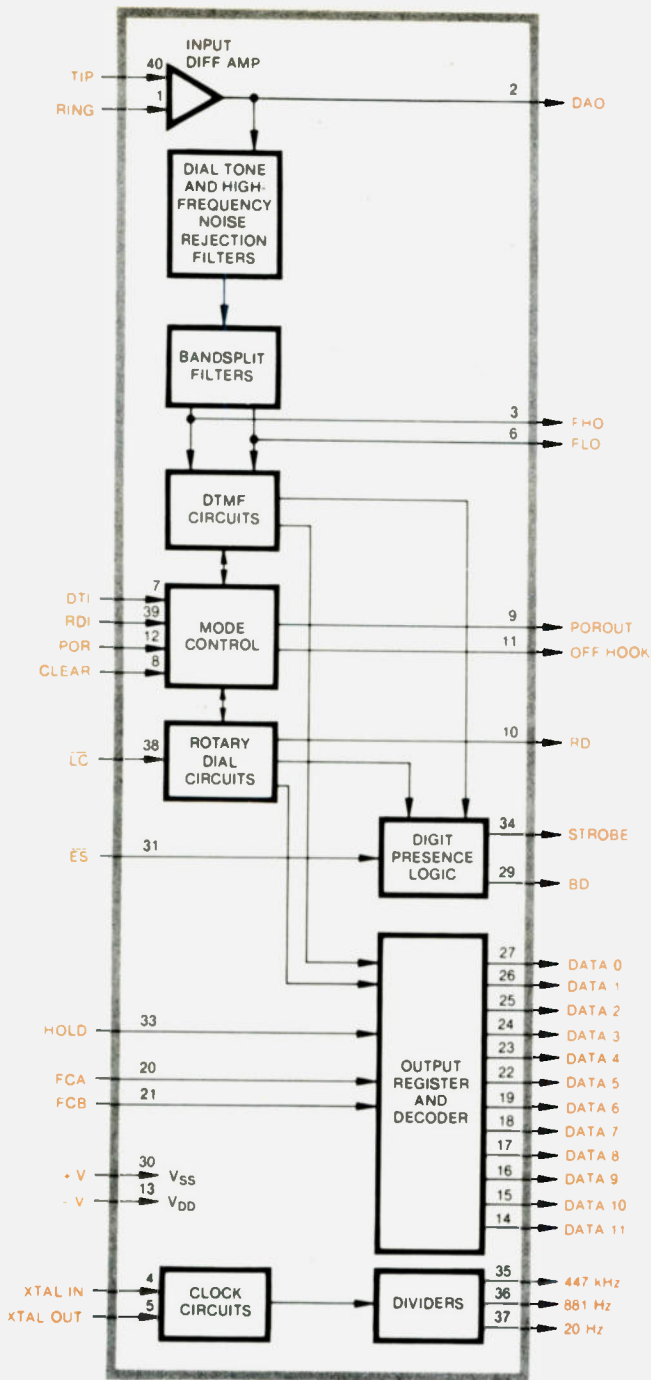 INPUT
DIFF AMP
40
TIP
1
RING
2
DAO
DIAL TONE
AND HIGH-
FREQUENCY
NOISE
REJECTION
FILTERS
BANDSPLIT
FILTERS
3
FHO
6
FLO
DTMF
CIRCUITS
7
DTI
39
RDI
12
POR
8
CLEAR
MODE
CONTROL
9
POROUT
11
OFF HOOK
38
LC
ROTARY
DIAL
CIRCUITS
10
RD
31
ES
DIGIT
PRESENCE
LOGIC
34
STROBE
29
BD
33
HOLD
20
FCA
21
FCB
OUTPUT
REGISTER
AND
DECODER
27
DATA 0
26
DATA 1
25
DATA 2
24
DATA 3
23
DATA 4
22
DATA 5
19
DATA 6
18
DATA 7
17
DATA 8
16
DATA 9
15
DATA 10
14
DATA 11
30
+ V
VSS
13
- V
VDD
4
XTAL IN
5
XTAL OUT
CLOCK
CIRCUITS
DIVIDERS
35
447 kHz
36
881 Hz
37
20 Hz